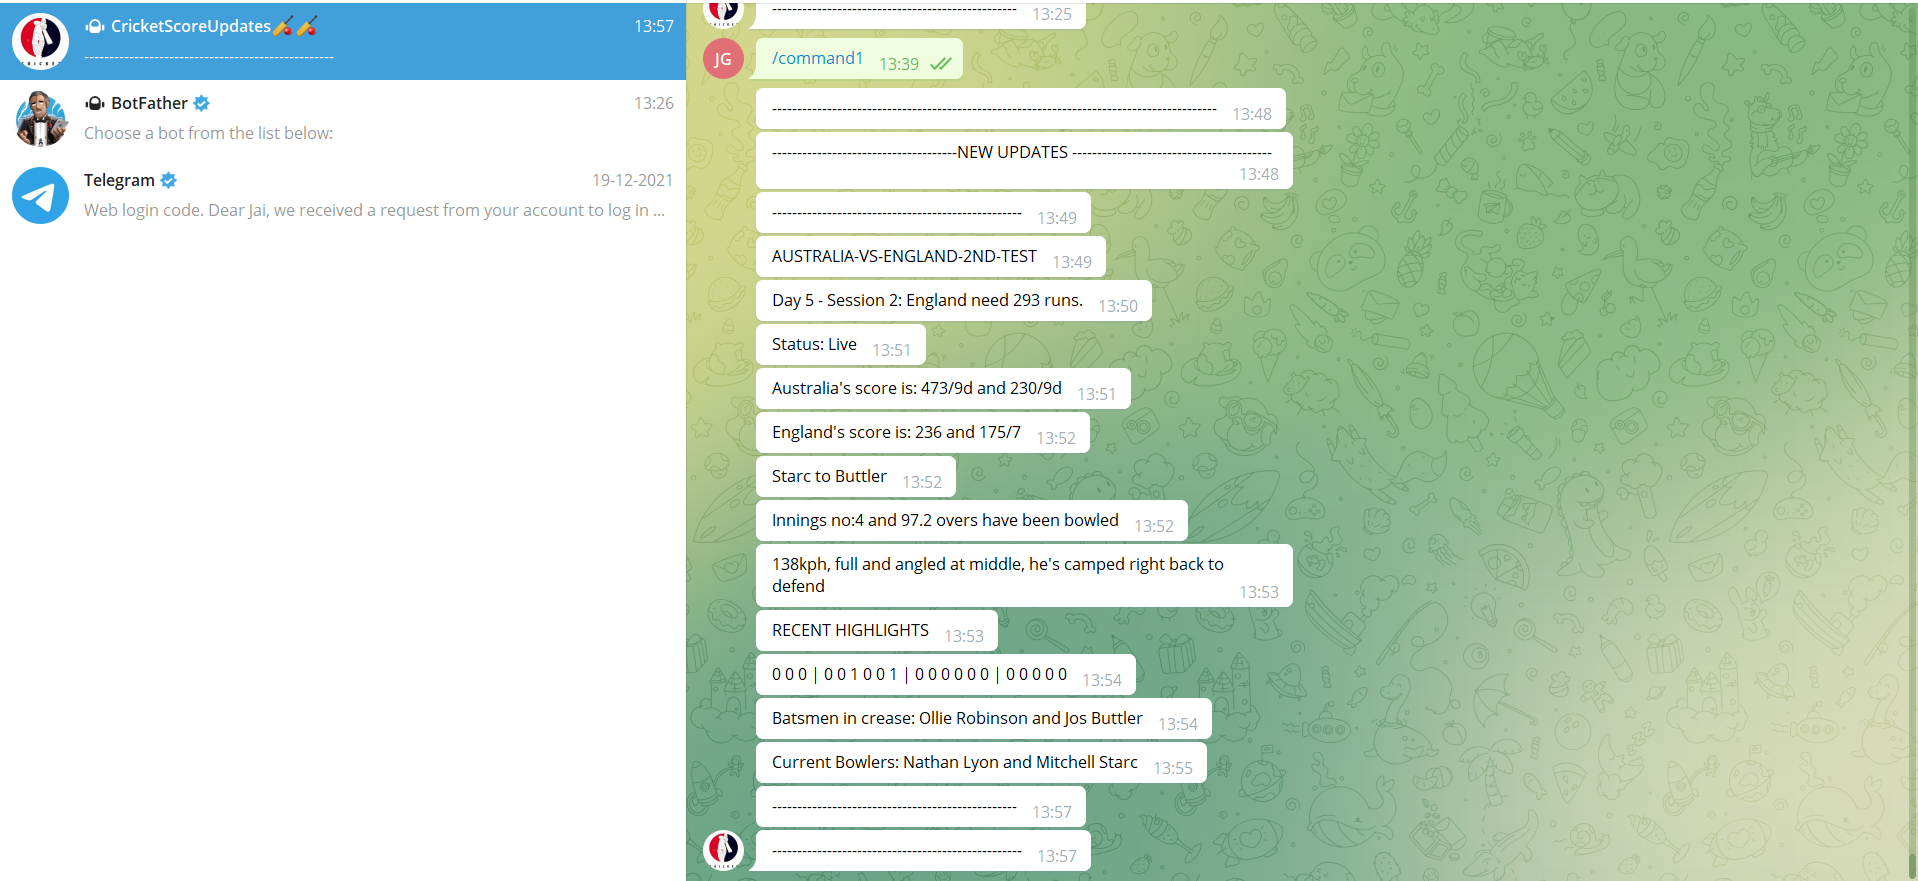 CricketScoreUpdates🏏🏏 13:57
--------------------------------------------------
BotFather 13:26
Choose a bot from the list below:
Telegram 19-12-2021
Web login code. Dear Jai, we received a request from your account to log in ...
------------------------------------------------- 13:25
JG
/command1 13:39
----------------------------------------------------------------------------------------- 13:48
-------------------------------------NEW UPDATES ----------------------------------------
13:48
-------------------------------------------------- 13:49
AUSTRALIA-VS-ENGLAND-2ND-TEST 13:49
Day 5 - Session 2: England need 293 runs. 13:50
Status: Live 13:51
Australia's score is: 473/9d and 230/9d 13:51
England's score is: 236 and 175/7 13:52
Starc to Buttler 13:52
Innings no:4 and 97.2 overs have been bowled 13:52
138kph, full and angled at middle, he's camped right back to
defend 13:53
RECENT HIGHLIGHTS 13:53
0 0 0 | 0 0 1 0 0 1 | 0 0 0 0 0 0 | 0 0 0 0 0 13:54
Batsmen in crease: Ollie Robinson and Jos Buttler 13:54
Current Bowlers: Nathan Lyon and Mitchell Starc 13:55
------------------------------------------------- 13:57
-------------------------------------------------- 13:57